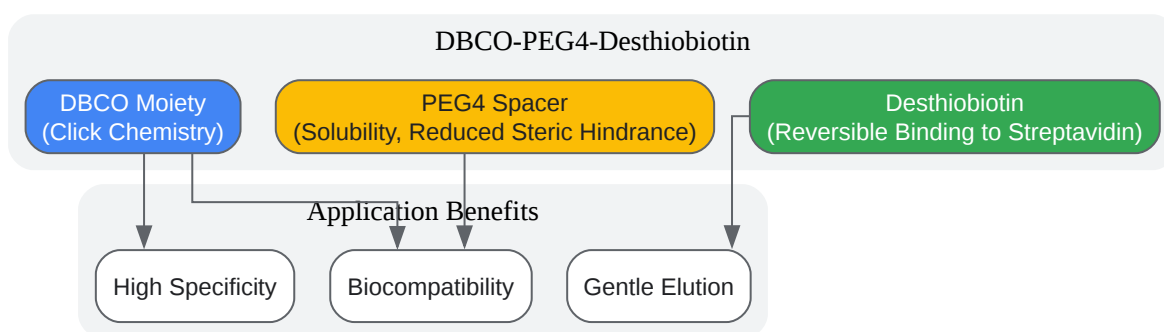 DBCO-PEG4-Desthiobiotin
DBCO Moiety
(Click Chemistry)
PEG4 Spacer
(Solubility, Reduced Steric Hindrance)
Desthiobiotin
(Reversible Binding to Streptavidin)
Application Benefits
High Specificity
Biocompatibility
Gentle Elution